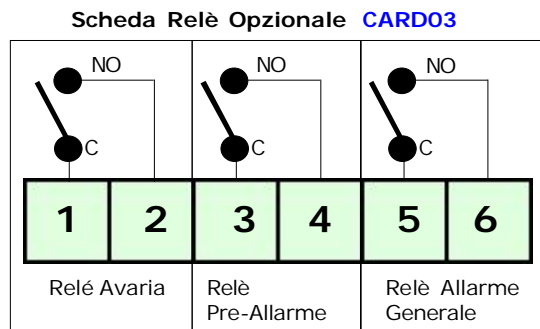 Scheda Relè Opzionale CARD03
NO NO NO
C C C
1 2 3 4 5 6
Relé Avaria
Relè
Pre-Allarme
Relè Allarme
Generale